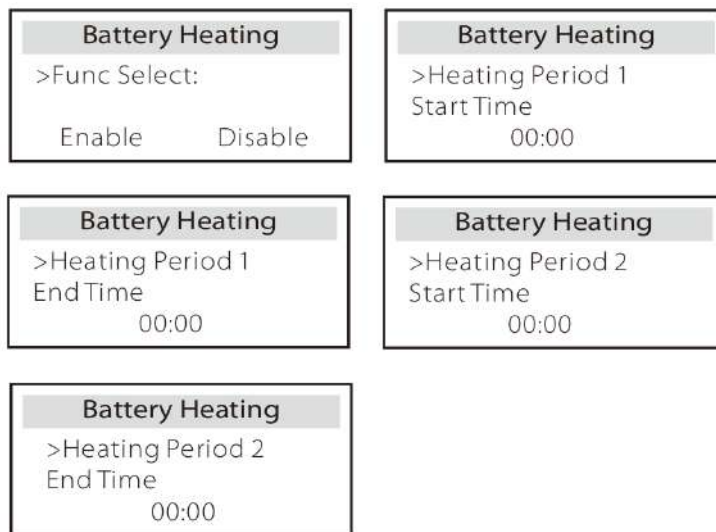 Battery Heating
>Func Select:
Enable Disable
Battery Heating
>Heating Period 1
Start Time
00:00
Battery Heating
>Heating Period 1
End Time
00:00
Battery Heating
>Heating Period 2
Start Time
00:00
Battery Heating
>Heating Period 2
End Time
00:00